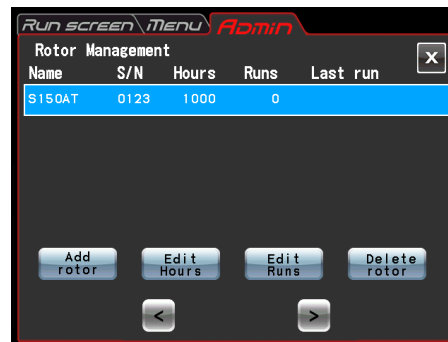 Run screen Menu Admin
Rotor Management
X
Name S/N Hours Runs Last run
S150AT 0123 1000 0
Add rotor Edit Hours Edit Runs Delete rotor
< >